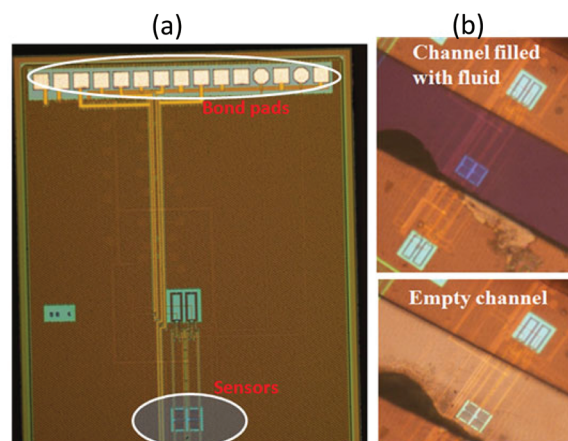 (a)
(b)
Bond pads
Sensors
Channel filled
with fluid
Empty channel